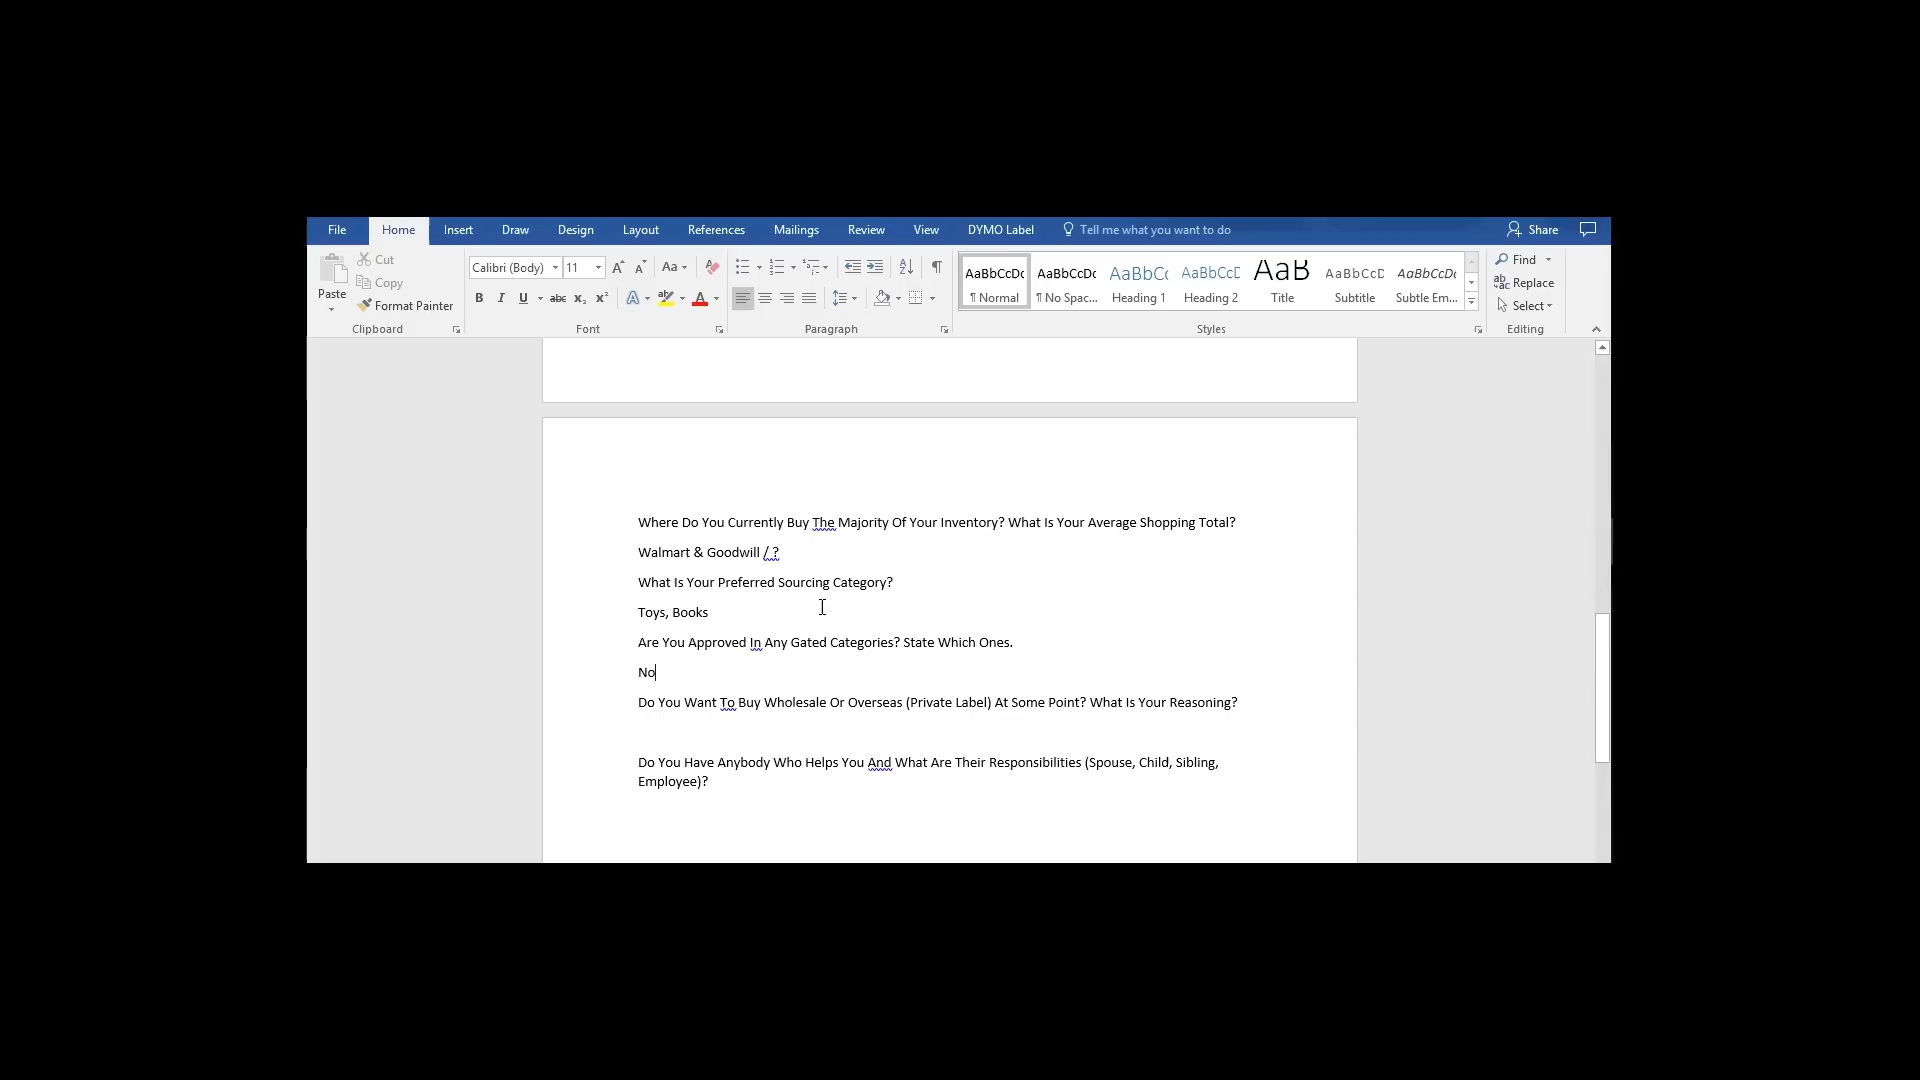 File Home Insert Draw Design Layout References Mailings Review View DYMO Label Tell me what you want to do Share
Cut
Copy
Paste
Format Painter
Clipboard
Calibri (Body) 11
Font
Paragraph
AaBbCcDc AaBbCcDc AaBbCc AaBbCcD AaB AaBbCcD AaBbCcDc
¶ Normal ¶ No Spac... Heading 1 Heading 2 Title Subtitle Subtle Em...
Styles
Find
Replace
Select
Editing
Where Do You Currently Buy The Majority Of Your Inventory? What Is Your Average Shopping Total?
Walmart & Goodwill / ?
What Is Your Preferred Sourcing Category?
Toys, Books
Are You Approved In Any Gated Categories? State Which Ones.
No
Do You Want To Buy Wholesale Or Overseas (Private Label) At Some Point? What Is Your Reasoning?
Do You Have Anybody Who Helps You And What Are Their Responsibilities (Spouse, Child, Sibling,
Employee)?